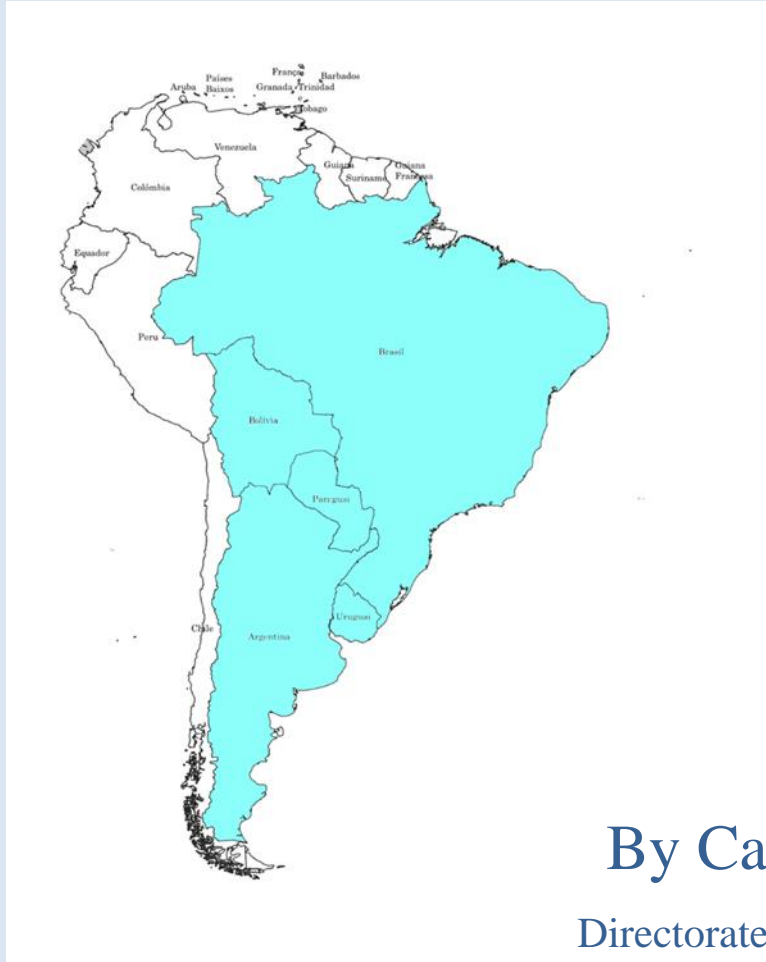 França
Países
Baixos
Barbados
Aruba
Granada
Trinidad
Tobago
Venezuela
Guiana
Guiana
Francesa
Suriname
Colômbia
Equador
Peru
Brasil
Bolívia
Paraguai
Uruguai
Chile
Argentina
By Ca
Directorate